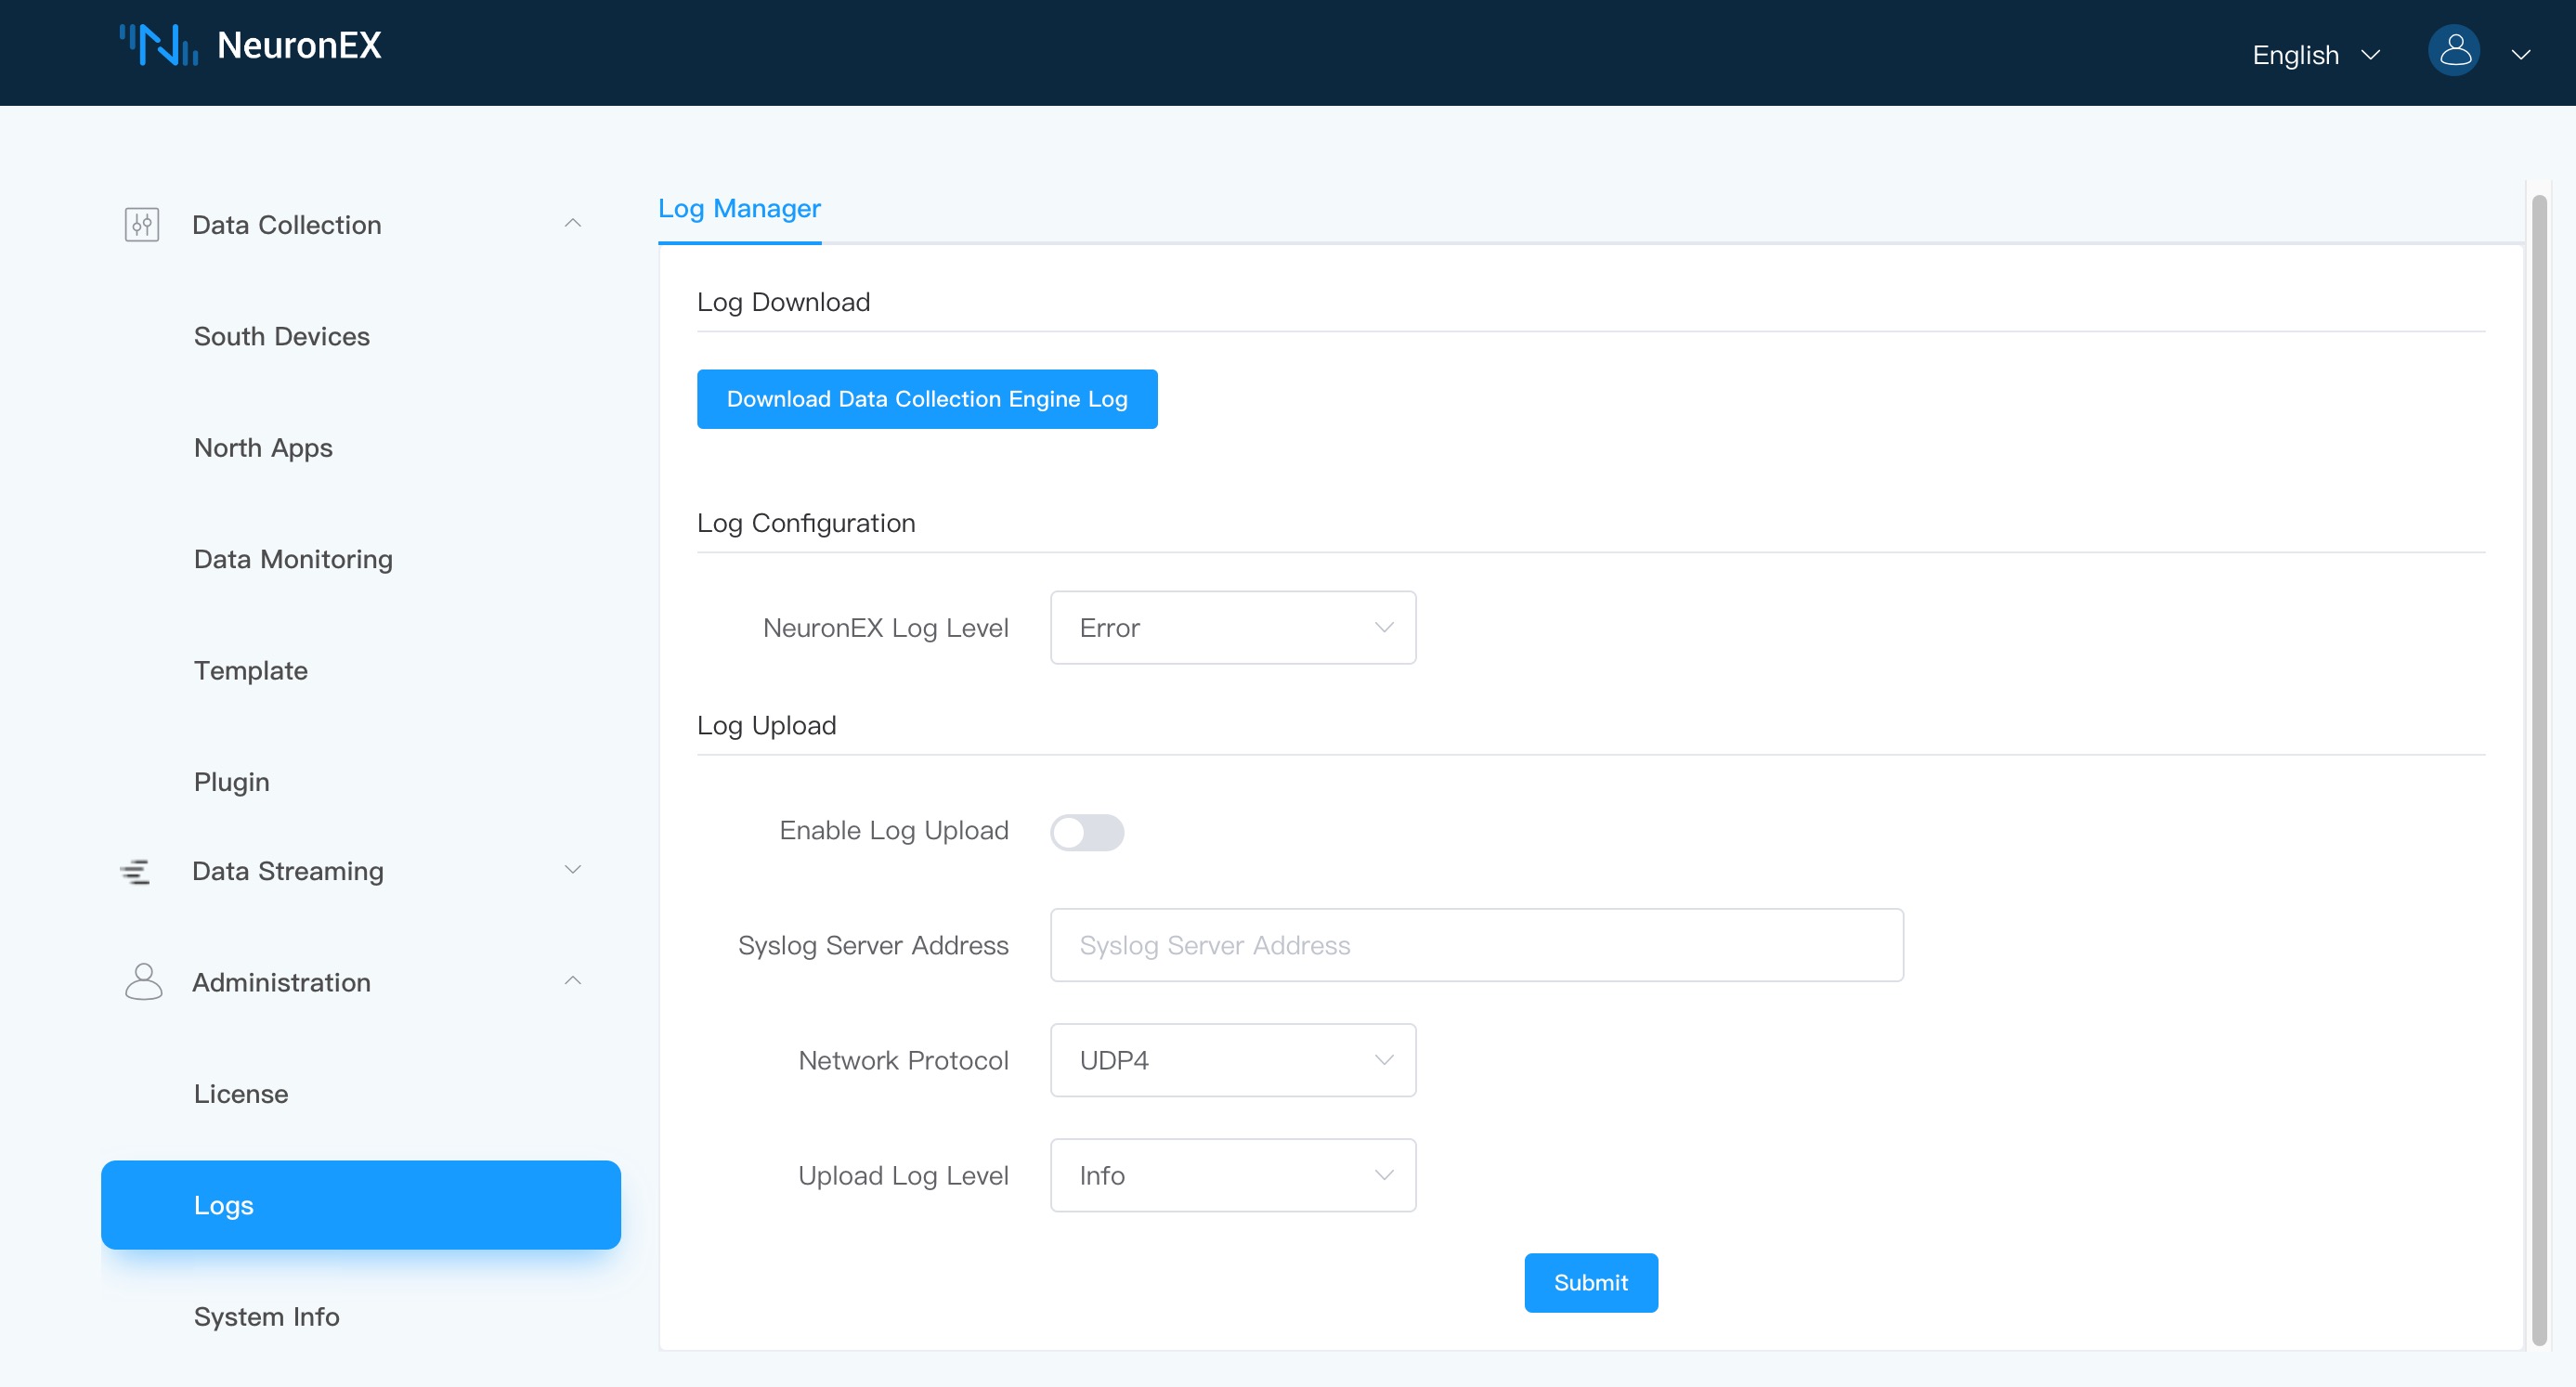 NeuronEX
English
Data Collection
South Devices
North Apps
Data Monitoring
Template
Plugin
Data Streaming
Administration
License
Logs
System Info
Log Manager
Log Download
Download Data Collection Engine Log
Log Configuration
NeuronEX Log Level Error
Log Upload
Enable Log Upload
Syslog Server Address Syslog Server Address
Network Protocol UDP4
Upload Log Level Info
Submit